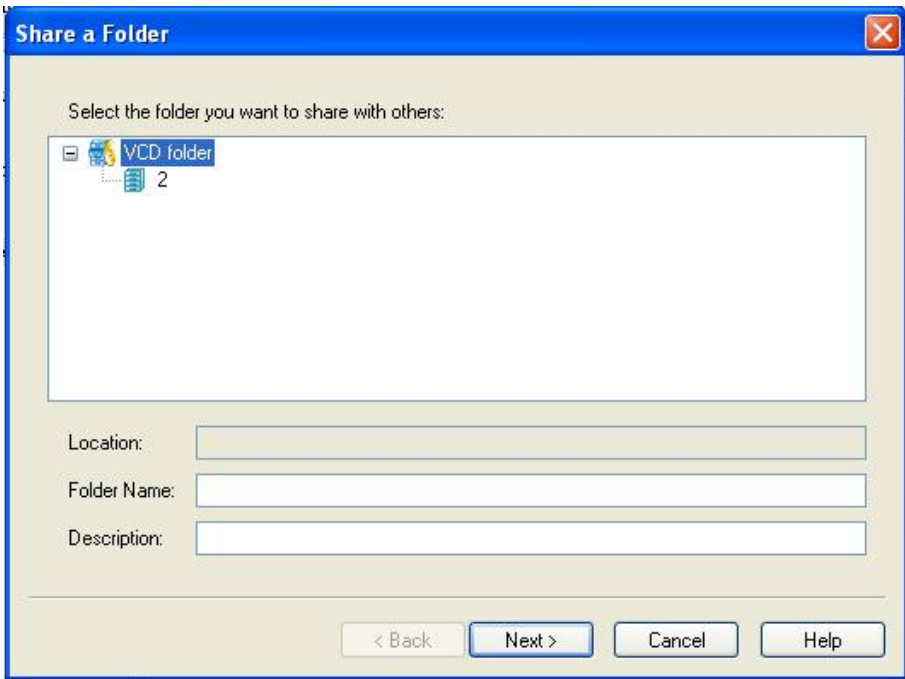 Share a Folder
Select the folder you want to share with others:
VCD folder
2
Location:
Folder Name:
Description:
< Back Next > Cancel Help